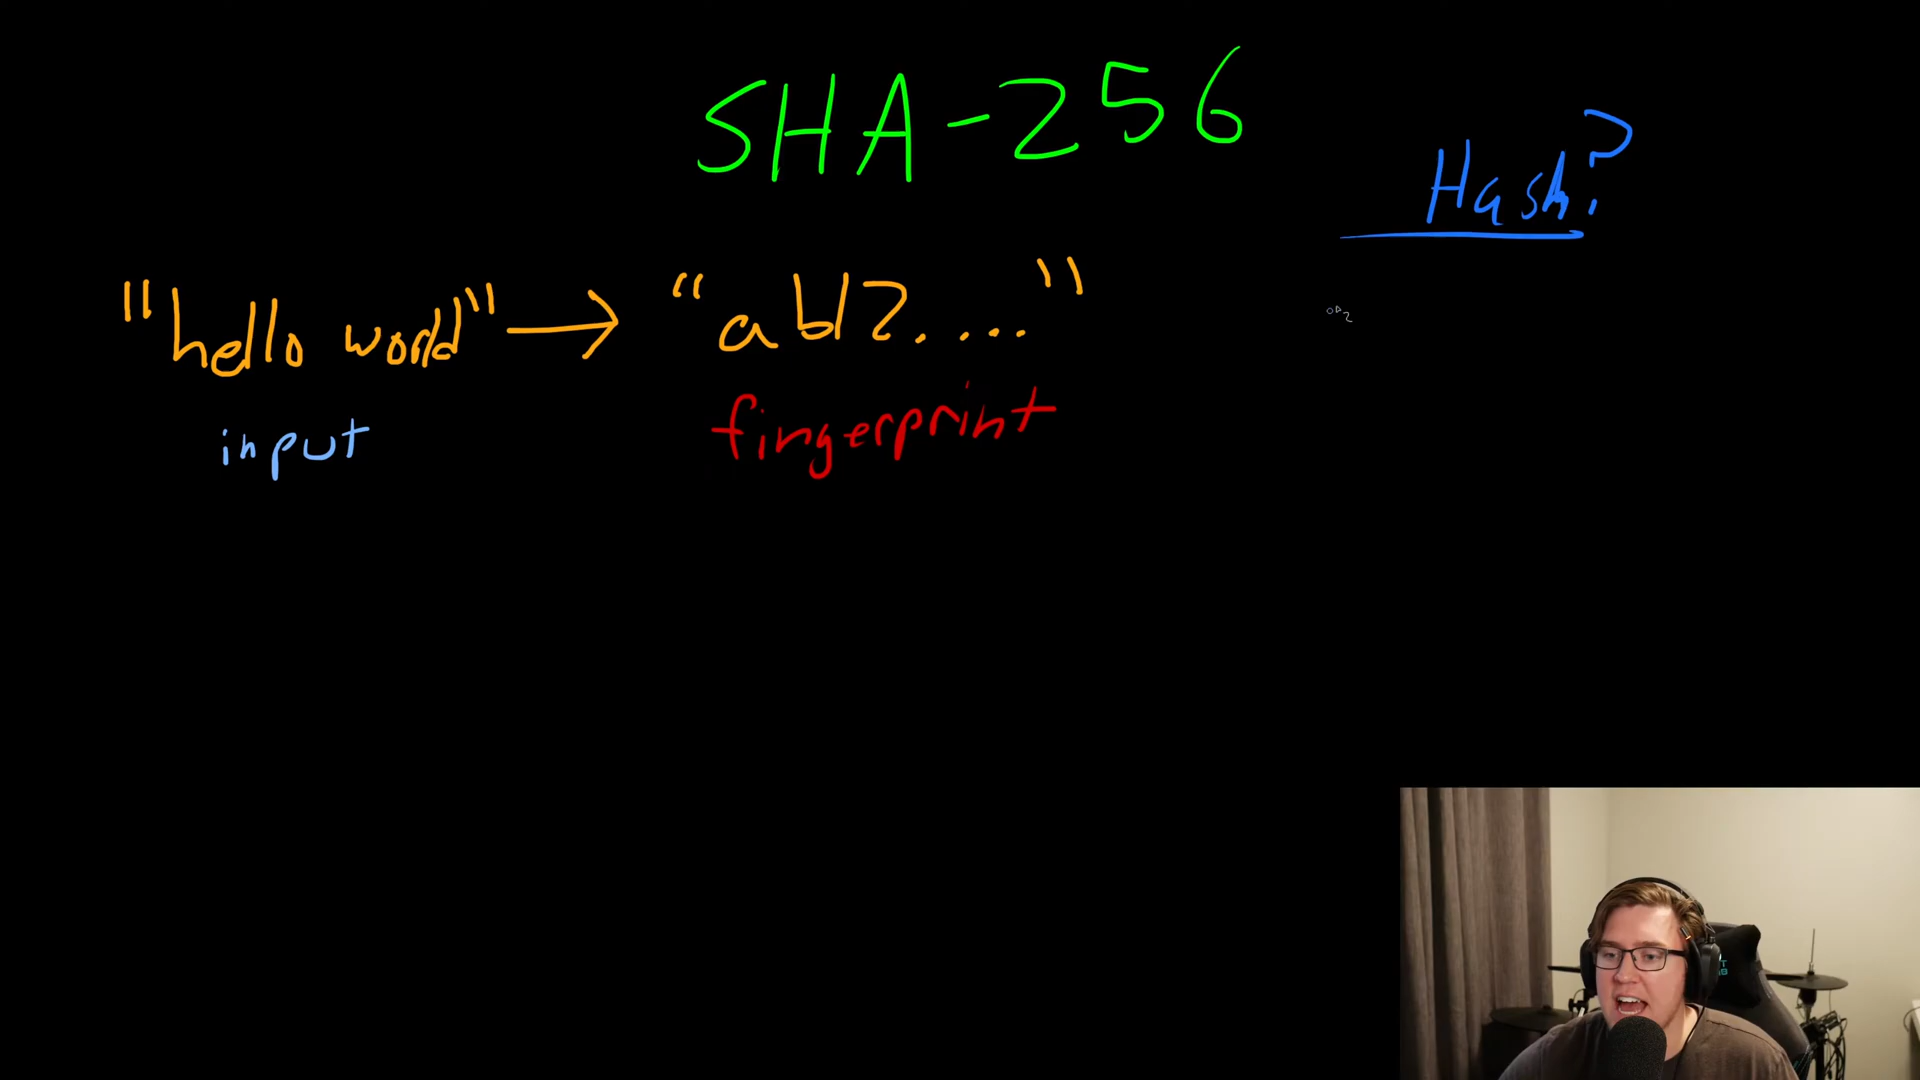 SHA-256
Hash?
"hello world" → "ab12...."
input
fingerprint